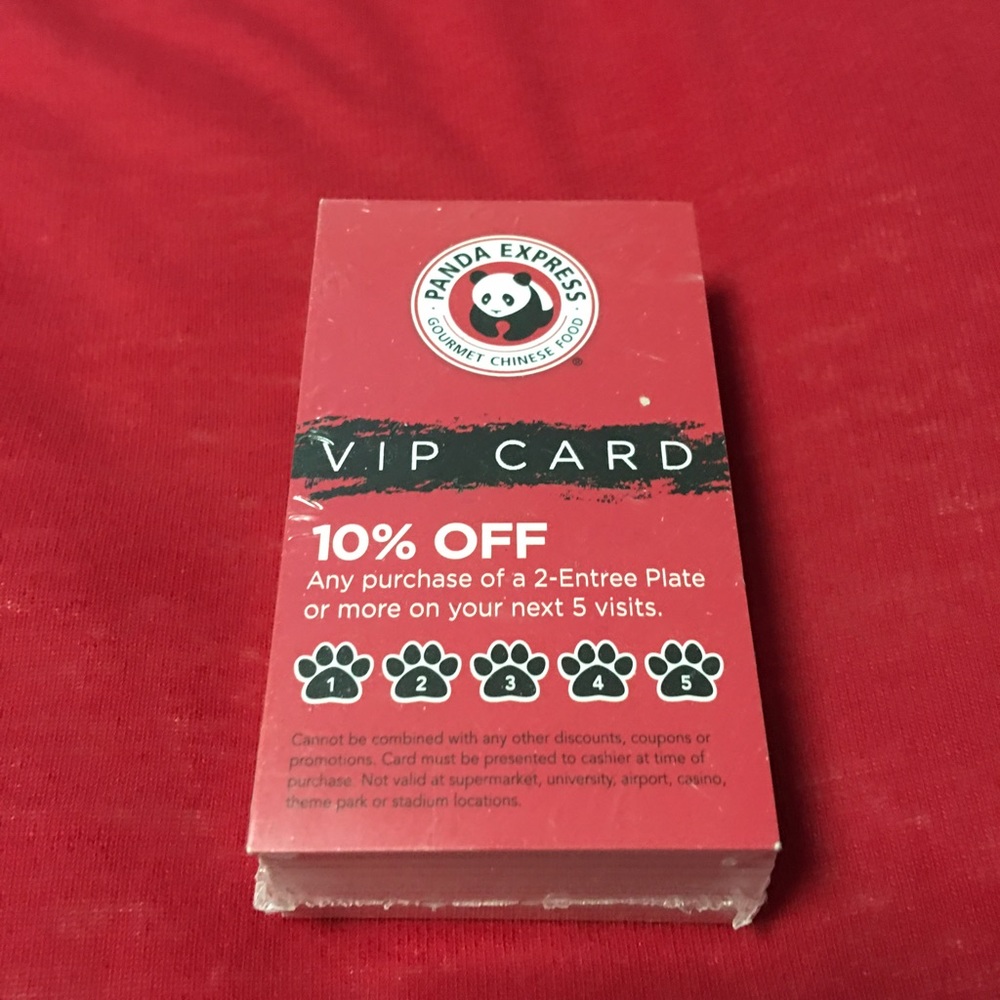 PANDA EXPRESS
GOURMET CHINESE FOOD
®
VIP CARD
10% OFF
Any purchase of a 2-Entree Plate
or more on your next 5 visits.
1 2 3 4 5
Cannot be combined with any other discounts, coupons or
promotions. Card must be presented to cashier at time of
purchase. Not valid at supermarket, university, airport, casino,
theme park or stadium locations.